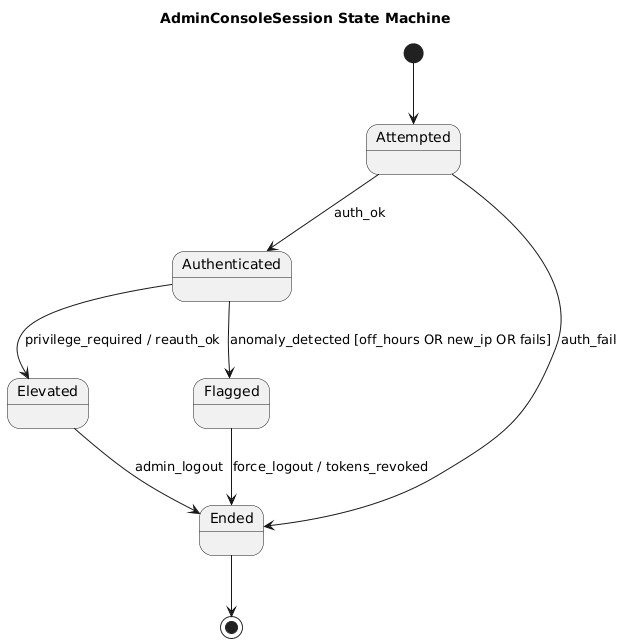 AdminConsoleSession State Machine
Attempted
auth_ok
Authenticated
privilege_required / reauth_ok
anomaly_detected [off_hours OR new_ip OR fails]
auth_fail
Elevated
Flagged
admin_logout
force_logout / tokens_revoked
Ended